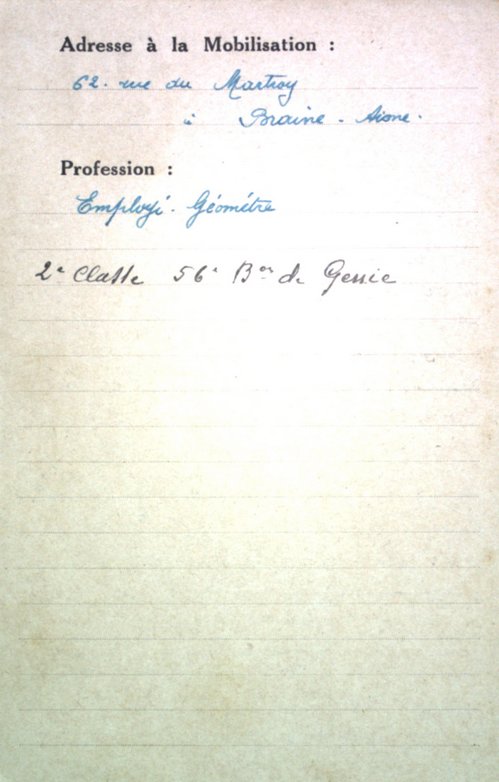 Adresse à la Mobilisation :
62. rue du Martroy
à Braine - Aisne.
Profession :
Employé - Géomètre
2e Classe 56e Bon de Genie